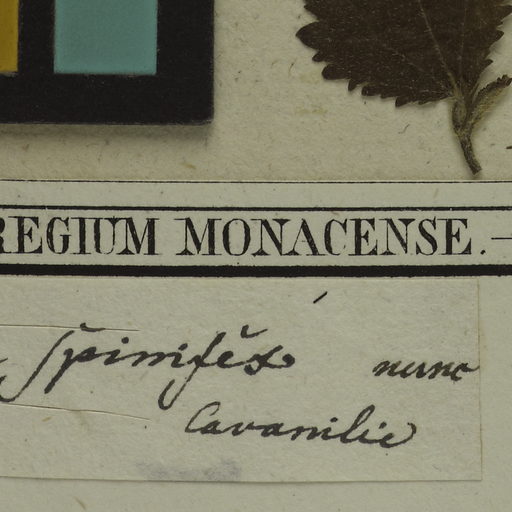 REGIUM MONACENSE.—
Spinifex nunc
Cavanilie